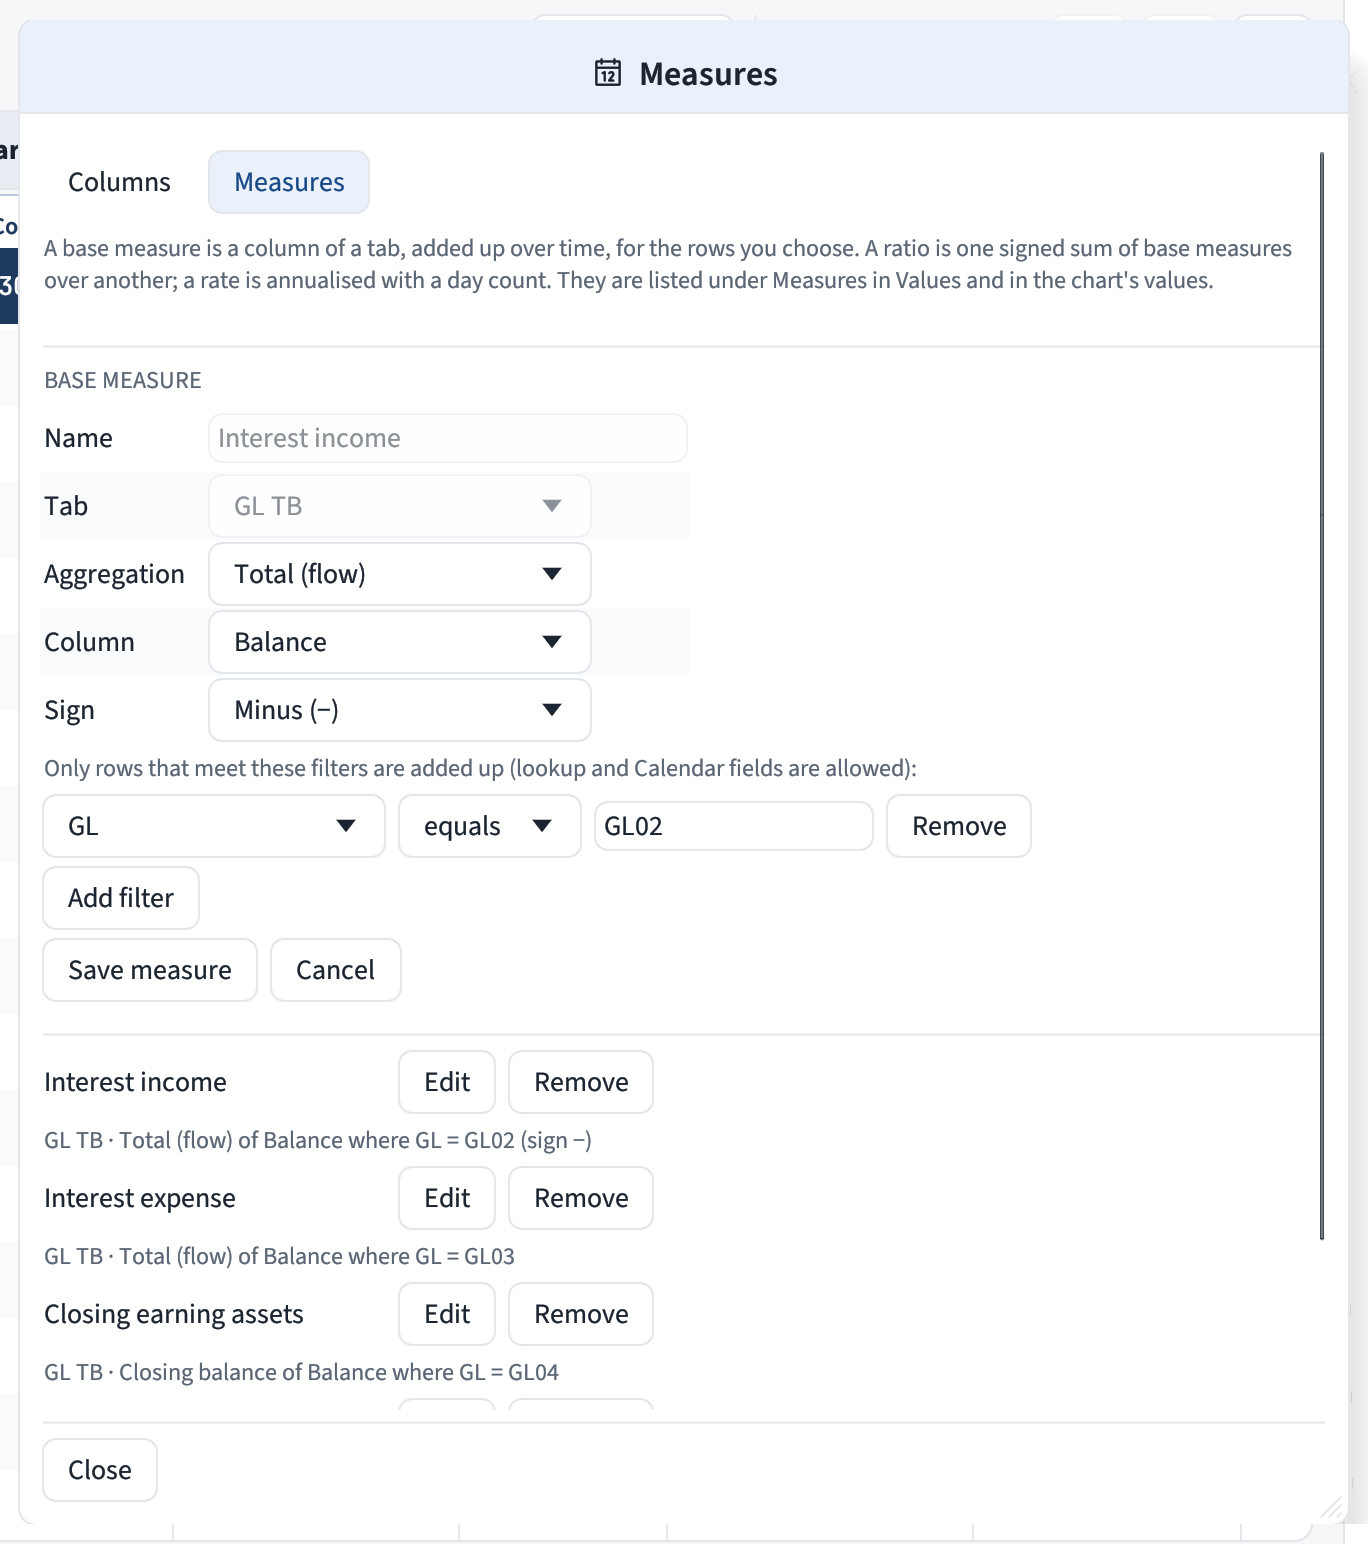 12 Measures
ar
Columns Measures
Co
A base measure is a column of a tab, added up over time, for the rows you choose. A ratio is one signed sum of base measures
over another; a rate is annualised with a day count. They are listed under Measures in Values and in the chart's values.
30
BASE MEASURE
Name Interest income
Tab GL TB
Aggregation Total (flow)
Column Balance
Sign Minus (−)
Only rows that meet these filters are added up (lookup and Calendar fields are allowed):
GL equals GL02 Remove
Add filter
Save measure Cancel
Interest income Edit Remove
GL TB · Total (flow) of Balance where GL = GL02 (sign −)
Interest expense Edit Remove
GL TB · Total (flow) of Balance where GL = GL03
Closing earning assets Edit Remove
GL TB · Closing balance of Balance where GL = GL04
Close